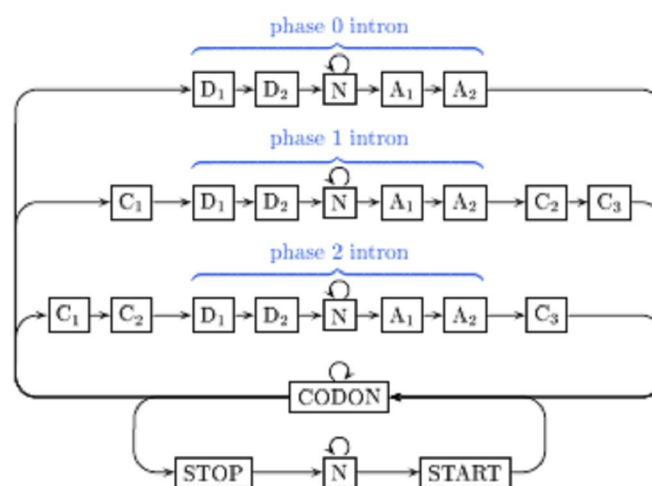 phase 0 intron
D₁ D₂ N A₁ A₂
phase 1 intron
C₁ D₁ D₂ N A₁ A₂ C₂ C₃
phase 2 intron
C₁ C₂ D₁ D₂ N A₁ A₂ C₃
CODON
STOP N START